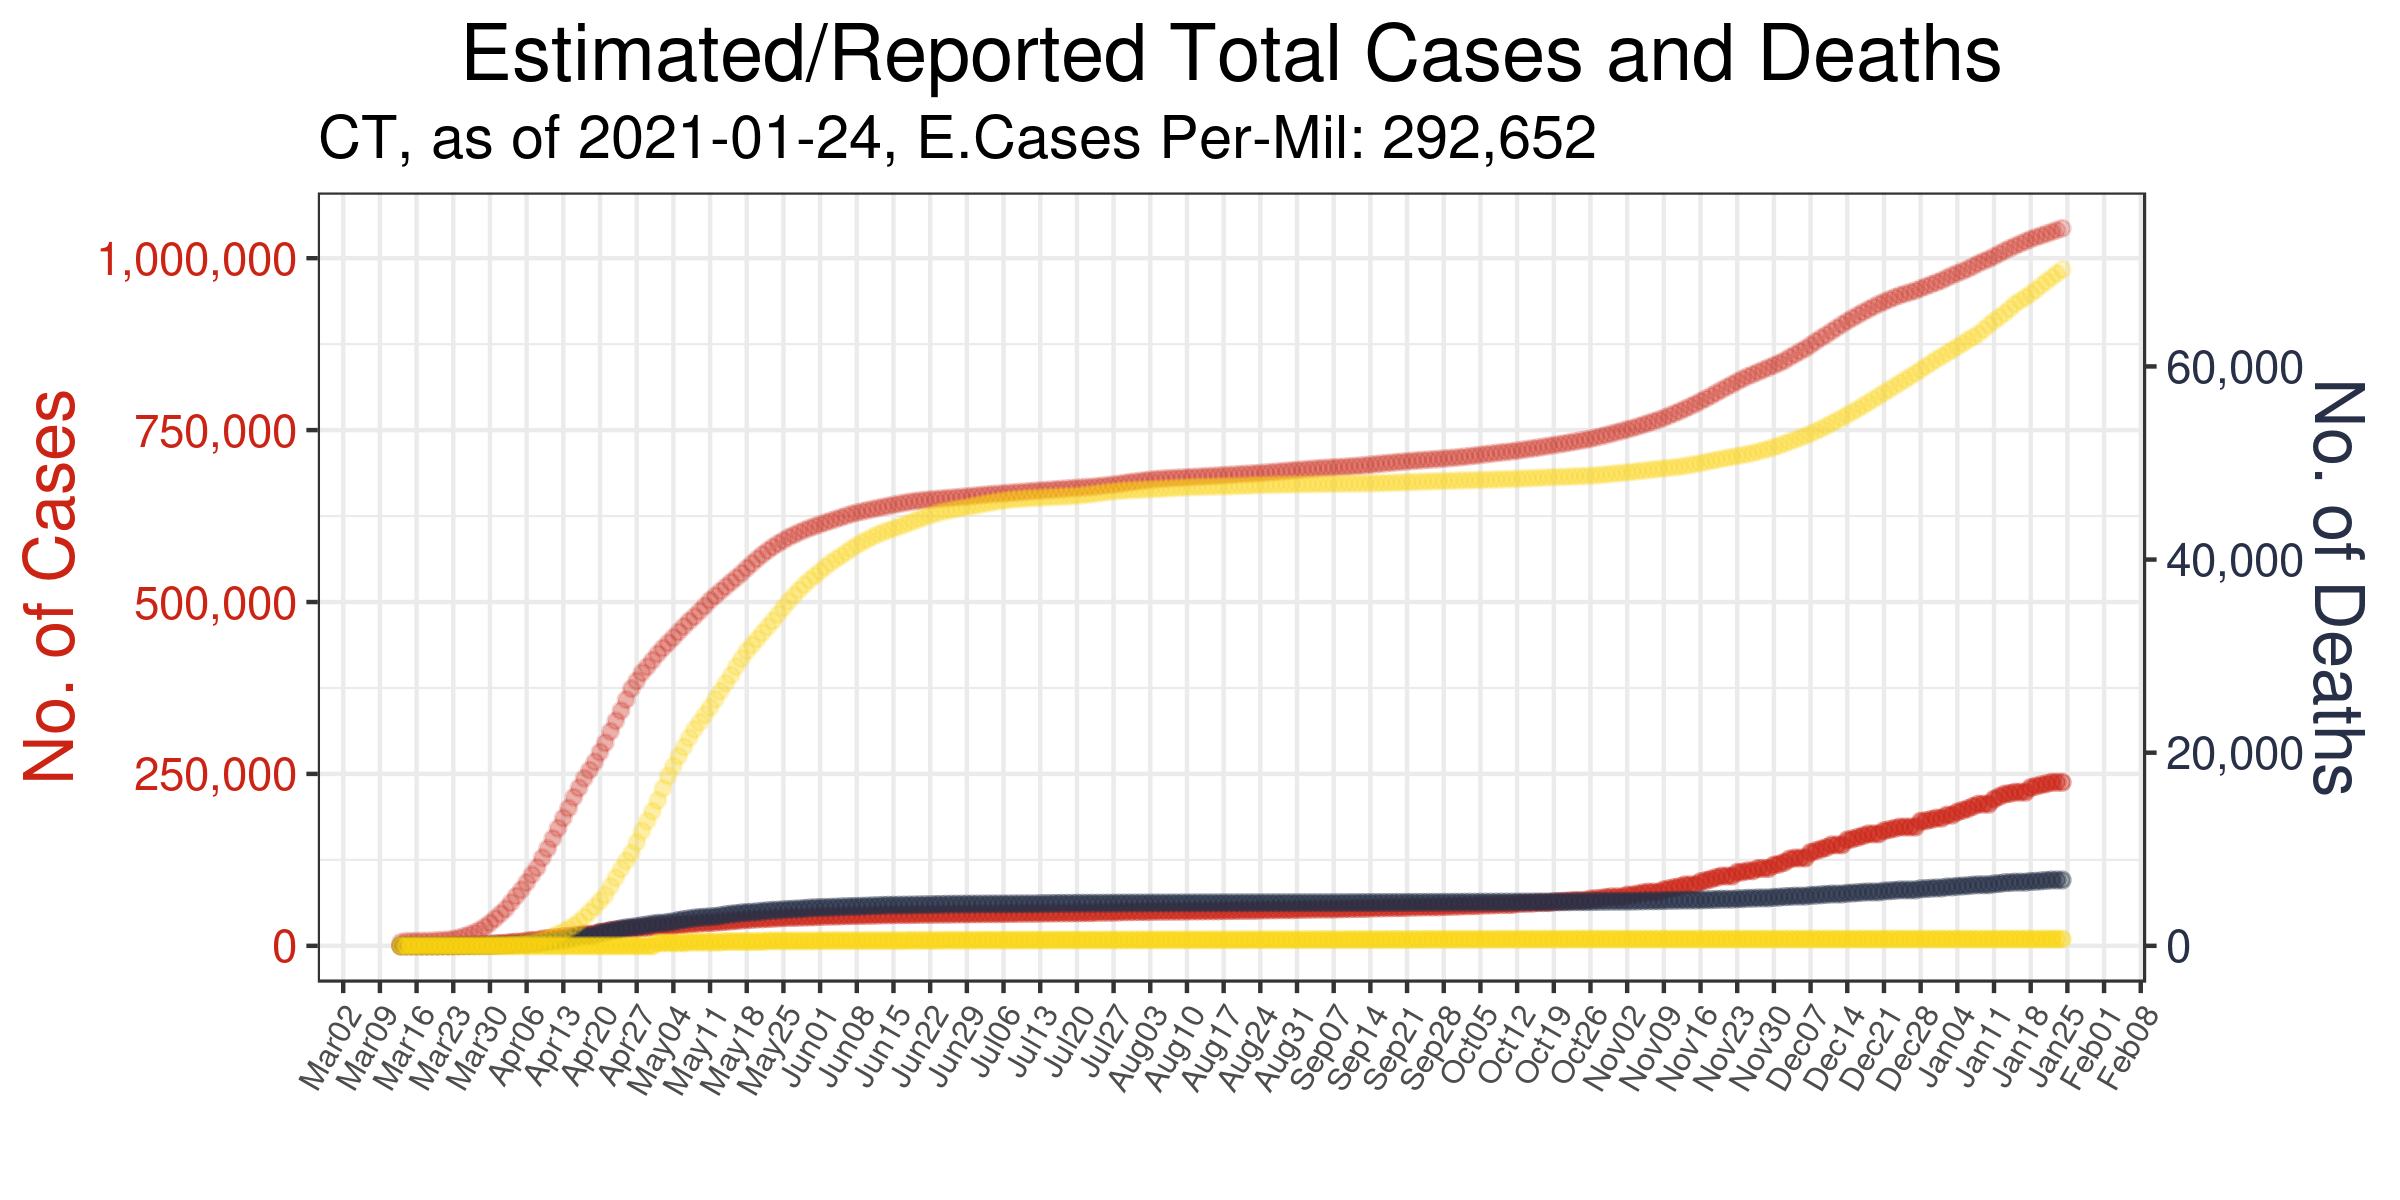 Estimated/Reported Total Cases and Deaths
CT, as of 2021-01-24, E.Cases Per-Mil: 292,652
No. of Cases
1,000,000
750,000
500,000
250,000
0
60,000
40,000
20,000
0
No. of Deaths
Mar02
Mar09
Mar16
Mar23
Mar30
Apr06
Apr13
Apr20
Apr27
May04
May11
May18
May25
Jun01
Jun08
Jun15
Jun22
Jun29
Jul06
Jul13
Jul20
Jul27
Aug03
Aug10
Aug17
Aug24
Aug31
Sep07
Sep14
Sep21
Sep28
Oct05
Oct12
Oct19
Oct26
Nov02
Nov09
Nov16
Nov23
Nov30
Dec07
Dec14
Dec21
Dec28
Jan04
Jan11
Jan18
Jan25
Feb01
Feb08